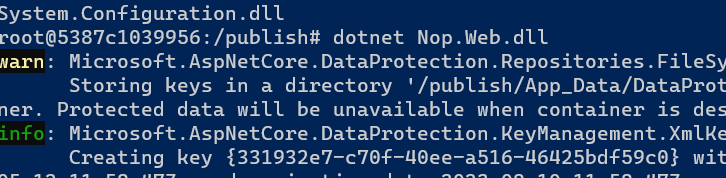 System.Configuration.dll
root@5387c1039956:/publish# dotnet Nop.Web.dll
warn: Microsoft.AspNetCore.DataProtection.Repositories.FileSy
Storing keys in a directory '/publish/App_Data/DataProt
ner. Protected data will be unavailable when container is des
info: Microsoft.AspNetCore.DataProtection.KeyManagement.XmlKe
Creating key {331932e7-c70f-40ee-a516-46425bdf59c0} wit